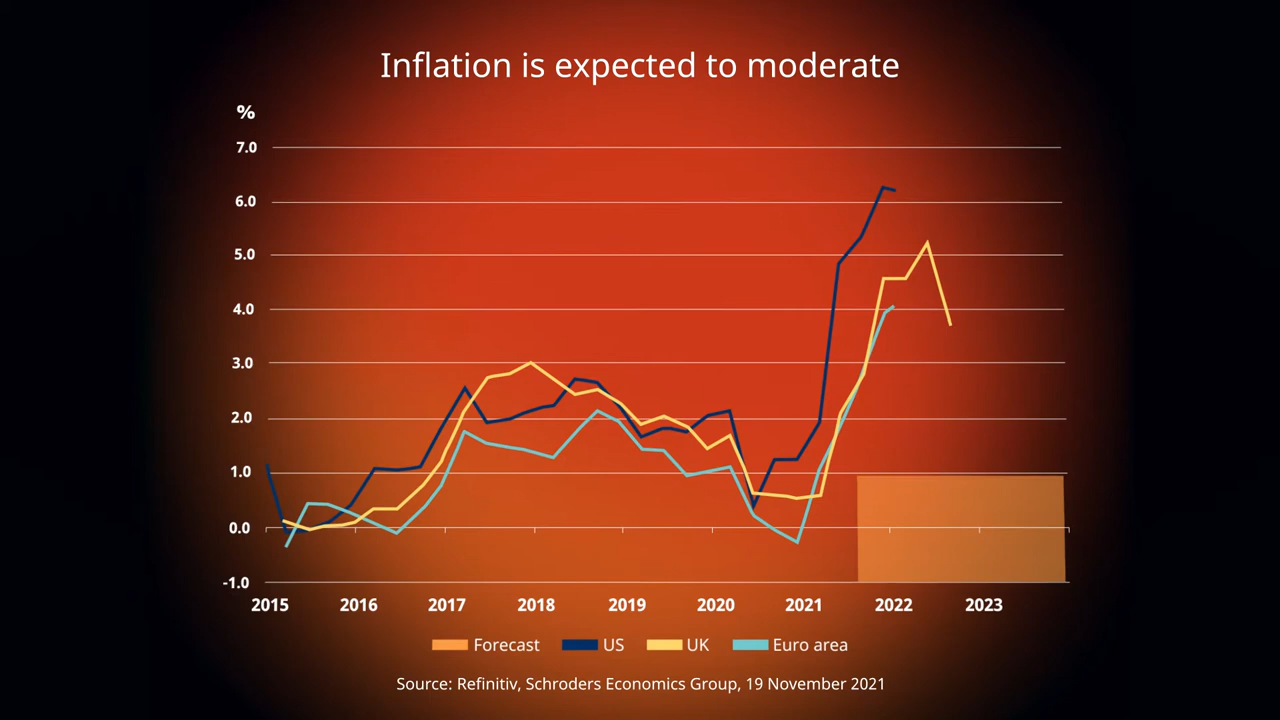 Inflation is expected to moderate
%
7.0
6.0
5.0
4.0
3.0
2.0
1.0
0.0
-1.0
2015 2016 2017 2018 2019 2020 2021 2022 2023
Forecast US UK Euro area
Source: Refinitiv, Schroders Economics Group, 19 November 2021